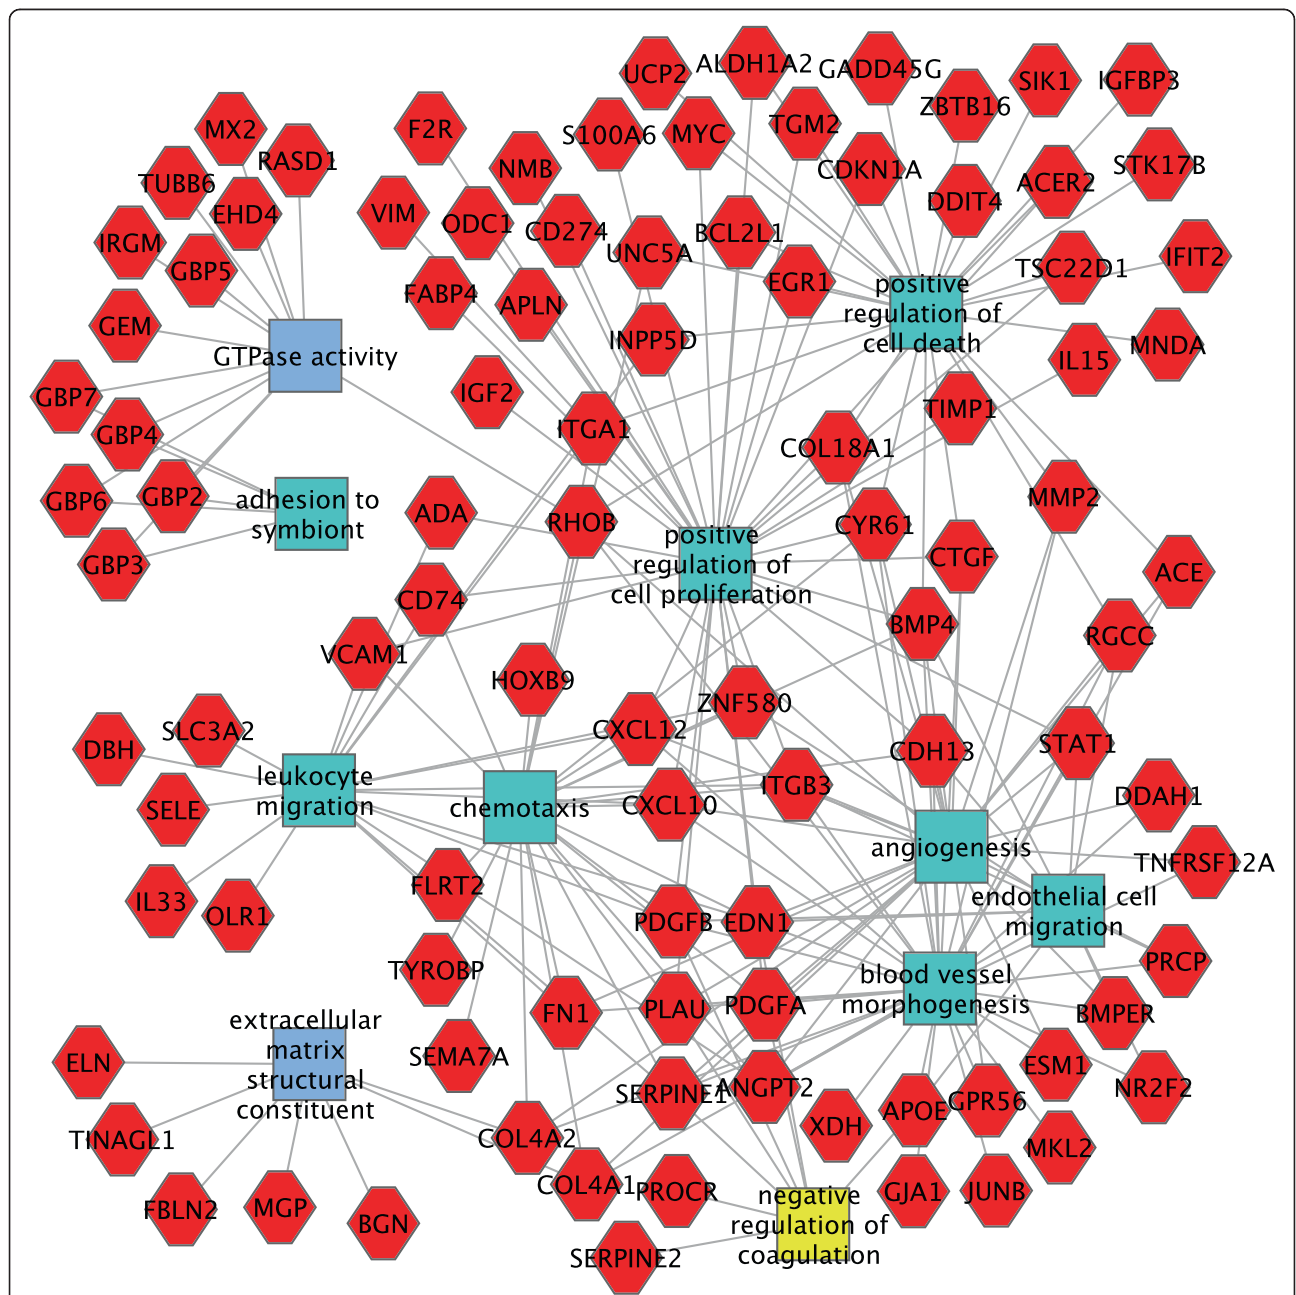 UCP2
ALDH1A2
GADD45G
ZBTB16
SIK1
IGFBP3
MX2
RASD1
F2R
S100A6
MYC
TGM2
CDKN1A
DDIT4
ACER2
STK17B
TUBB6
EHD4
NMB
VIM
ODC1
CD274
UNC5A
BCL2L1
EGR1
TSC22D1
IFIT2
IRGM
GBP5
FABP4
APLN
INPP5D
positive
regulation of
cell death
GEM
GTPase activity
IGF2
IL15
MNDA
GBP7
GBP4
ITGA1
COL18A1
TIMP1
GBP6
GBP2
adhesion to
symbiont
ADA
RHOB
CYR61
MMP2
GBP3
positive
regulation of
cell proliferation
CTGF
ACE
CD74
BMP4
RGCC
VCAM1
HOXB9
ZNF580
DBH
SLC3A2
CXCL12
CDH13
STAT1
SELE
leukocyte
migration
chemotaxis
CXCL10
ITGB3
DDAH1
angiogenesis
TNFRSF12A
IL33
OLR1
FLRT2
PDGFB
EDN1
endothelial cell
migration
TYROBP
PRCP
FN1
PLAU
PDGFA
blood vessel
morphogenesis
BMPER
ELN
extracellular
matrix
structural
constituent
SEMA7A
SERPINE1
ANGPT2
ESM1
NR2F2
TINAGL1
COL4A2
XDH
APOE
GPR56
MKL2
FBLN2
MGP
BGN
COL4A1
PROCR
GJA1
JUNB
SERPINE2
negative
regulation of
coagulation